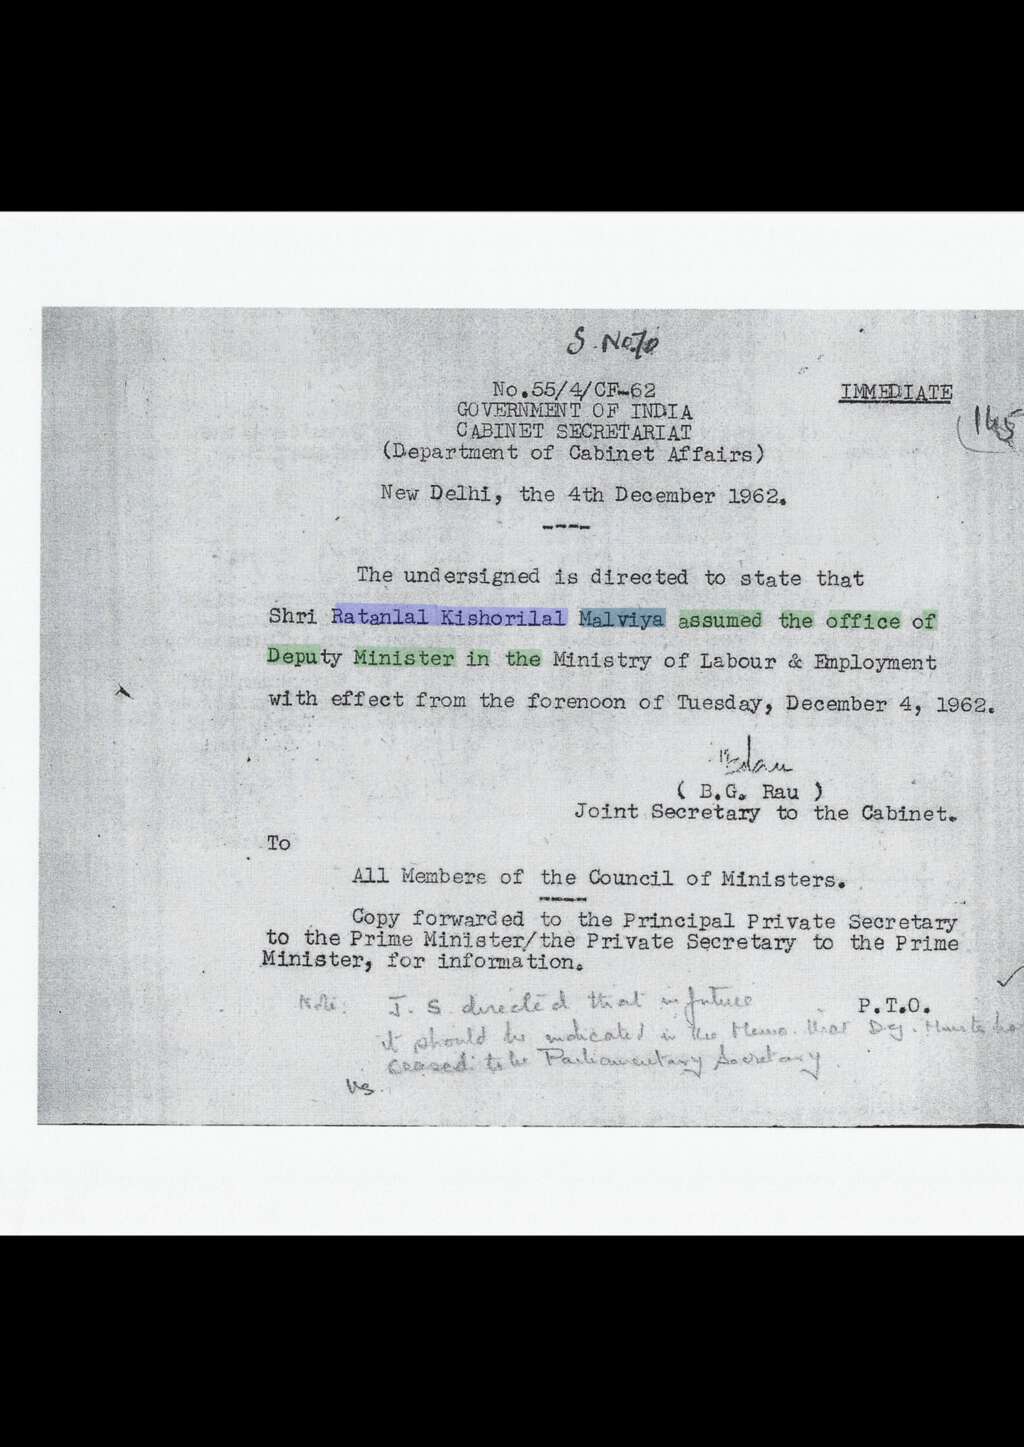 S. No. 70
No.55/4/CF-62
IMMEDIATE
GOVERNMENT OF INDIA
CABINET SECRETARIAT
(Department of Cabinet Affairs)
(145
New Delhi, the 4th December 1962.
The undersigned is directed to state that
Shri Ratanlal Kishorilal Malviya assumed the office of
Deputy Minister in the Ministry of Labour & Employment
with effect from the forenoon of Tuesday, December 4, 1962.
( B.G. Rau )
Joint Secretary to the Cabinet.
To
All Members of the Council of Ministers.
Copy forwarded to the Principal Private Secretary
to the Prime Minister/the Private Secretary to the Prime
Minister, for information.
P.T.O.
Note: J. S. directed that in future
it should be indicated in the Memo. that Dy. Minister has
ceased to be Parliamentary Secretary